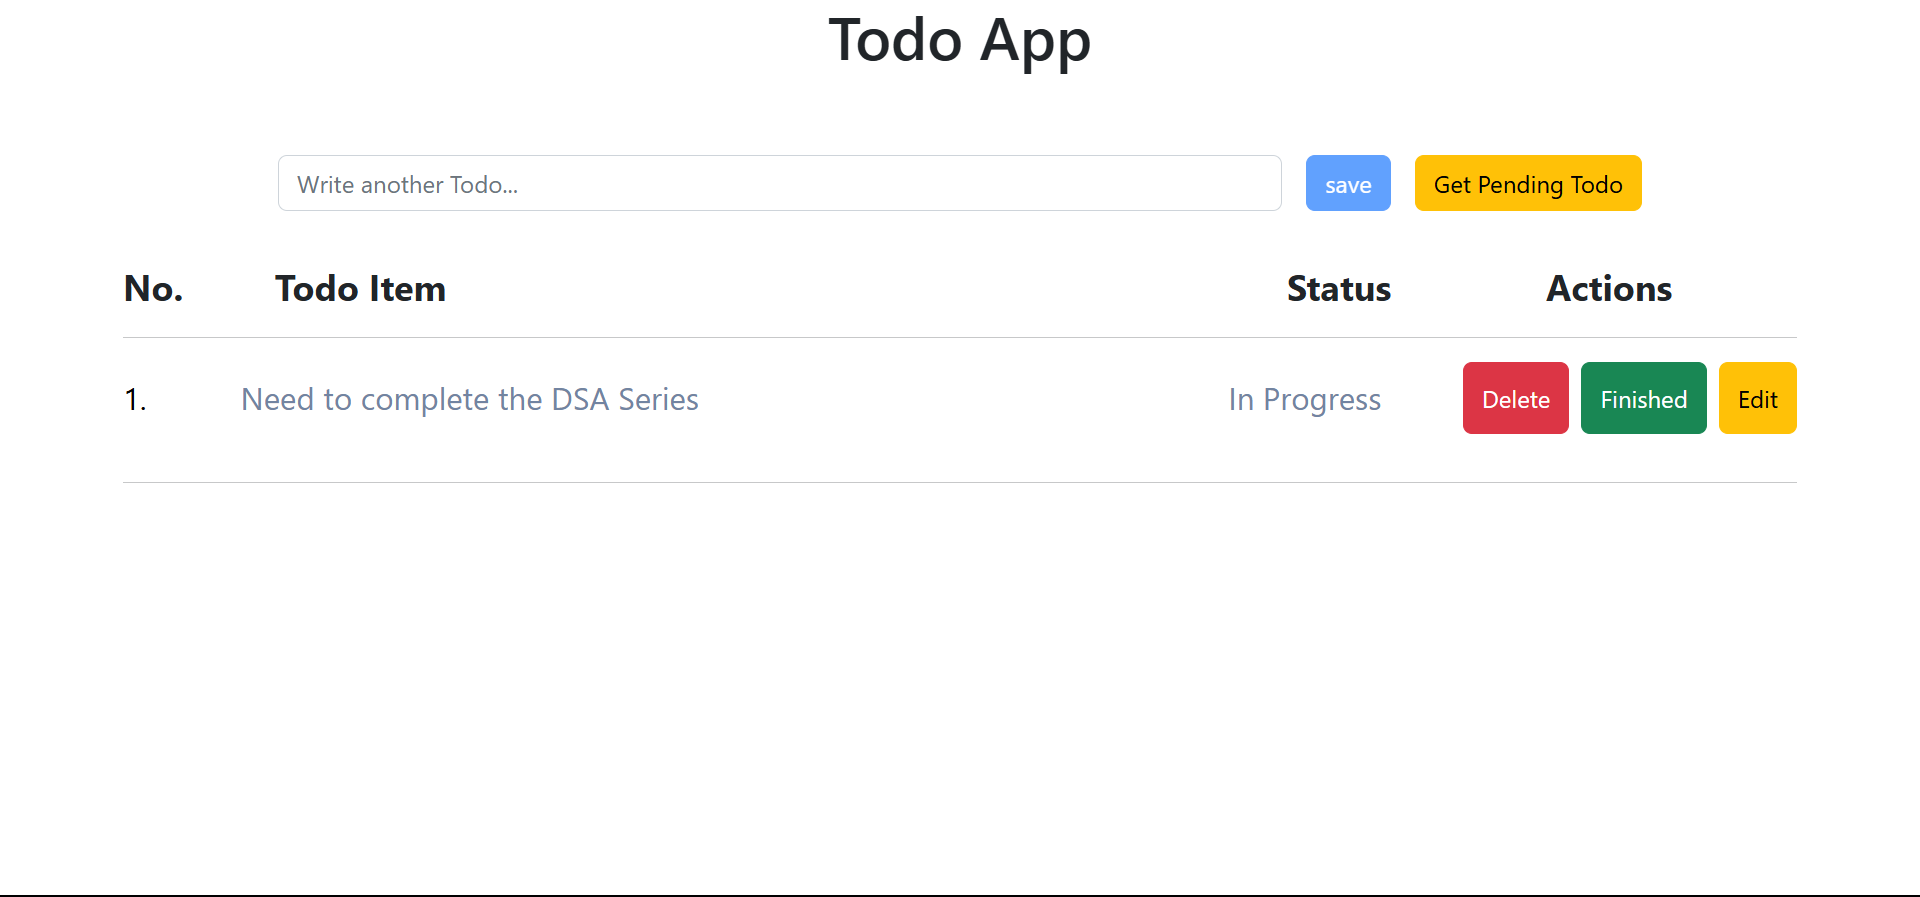 Todo App
Write another Todo... save Get Pending Todo
No. Todo Item Status Actions
1. Need to complete the DSA Series In Progress Delete Finished Edit